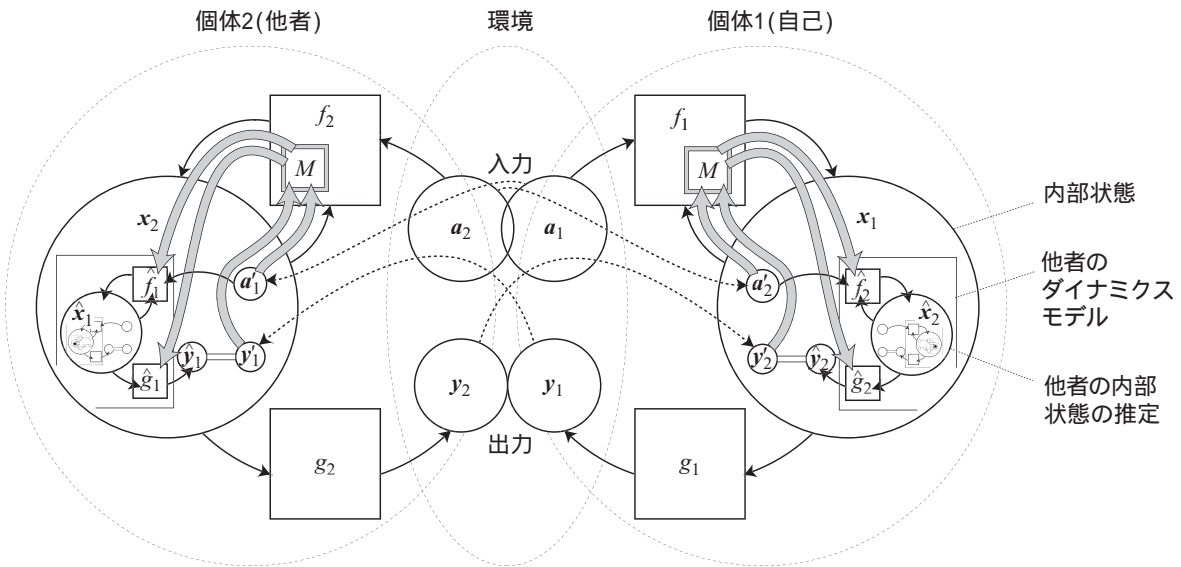 個体2(他者)
環境
個体1(自己)
f2
f1
M
入力
M
x2
a2
a1
x1
内部状態
f̂1
a′1
a′2
f̂2
他者の
ダイナミクス
モデル
x̂1
x̂2
ŷ1
y′1
y′2
ŷ2
ĝ1
ĝ2
y2
y1
他者の内部
状態の推定
出力
g2
g1